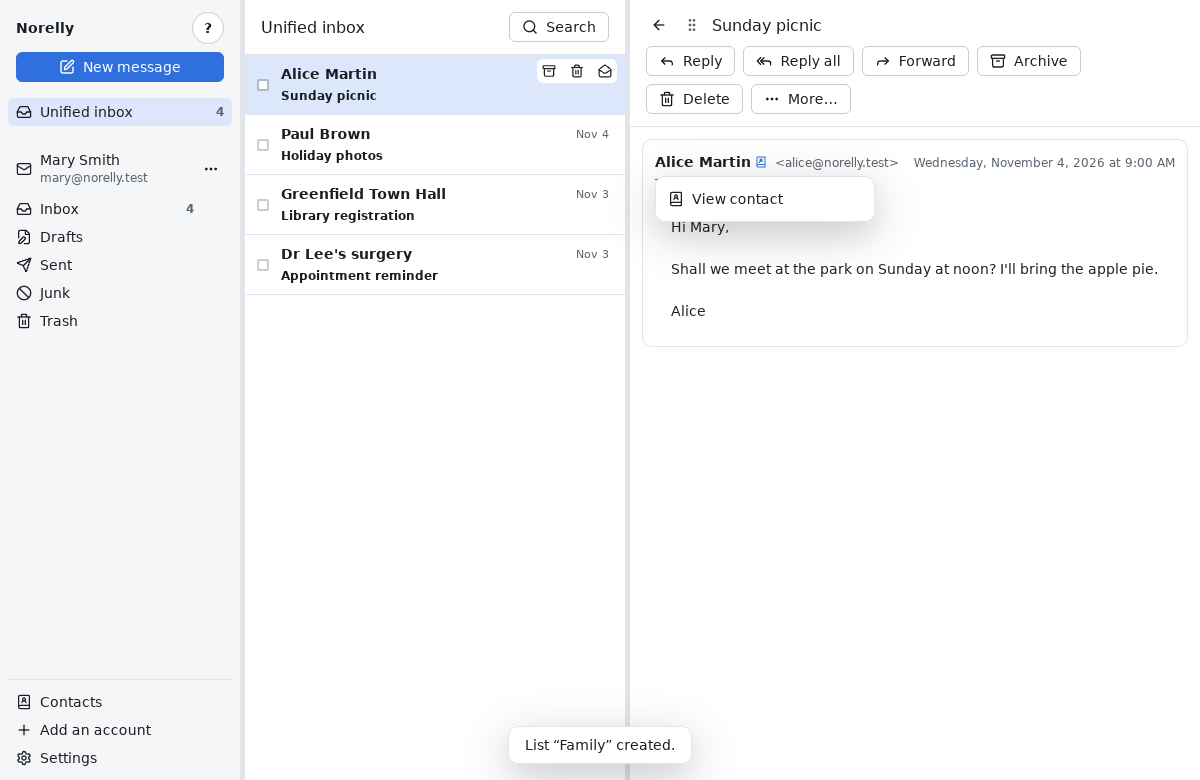 Norelly
?
New message
Unified inbox 4
Mary Smith
mary@norelly.test
Inbox 4
Drafts
Sent
Junk
Trash
Contacts
Add an account
Settings
Unified inbox
Search
Alice Martin
Sunday picnic
Paul Brown Nov 4
Holiday photos
Greenfield Town Hall Nov 3
Library registration
Dr Lee's surgery Nov 3
Appointment reminder
Sunday picnic
Reply
Reply all
Forward
Archive
Delete
More...
Alice Martin <alice@norelly.test> Wednesday, November 4, 2026 at 9:00 AM
View contact
Hi Mary,
Shall we meet at the park on Sunday at noon? I'll bring the apple pie.
Alice
List “Family” created.